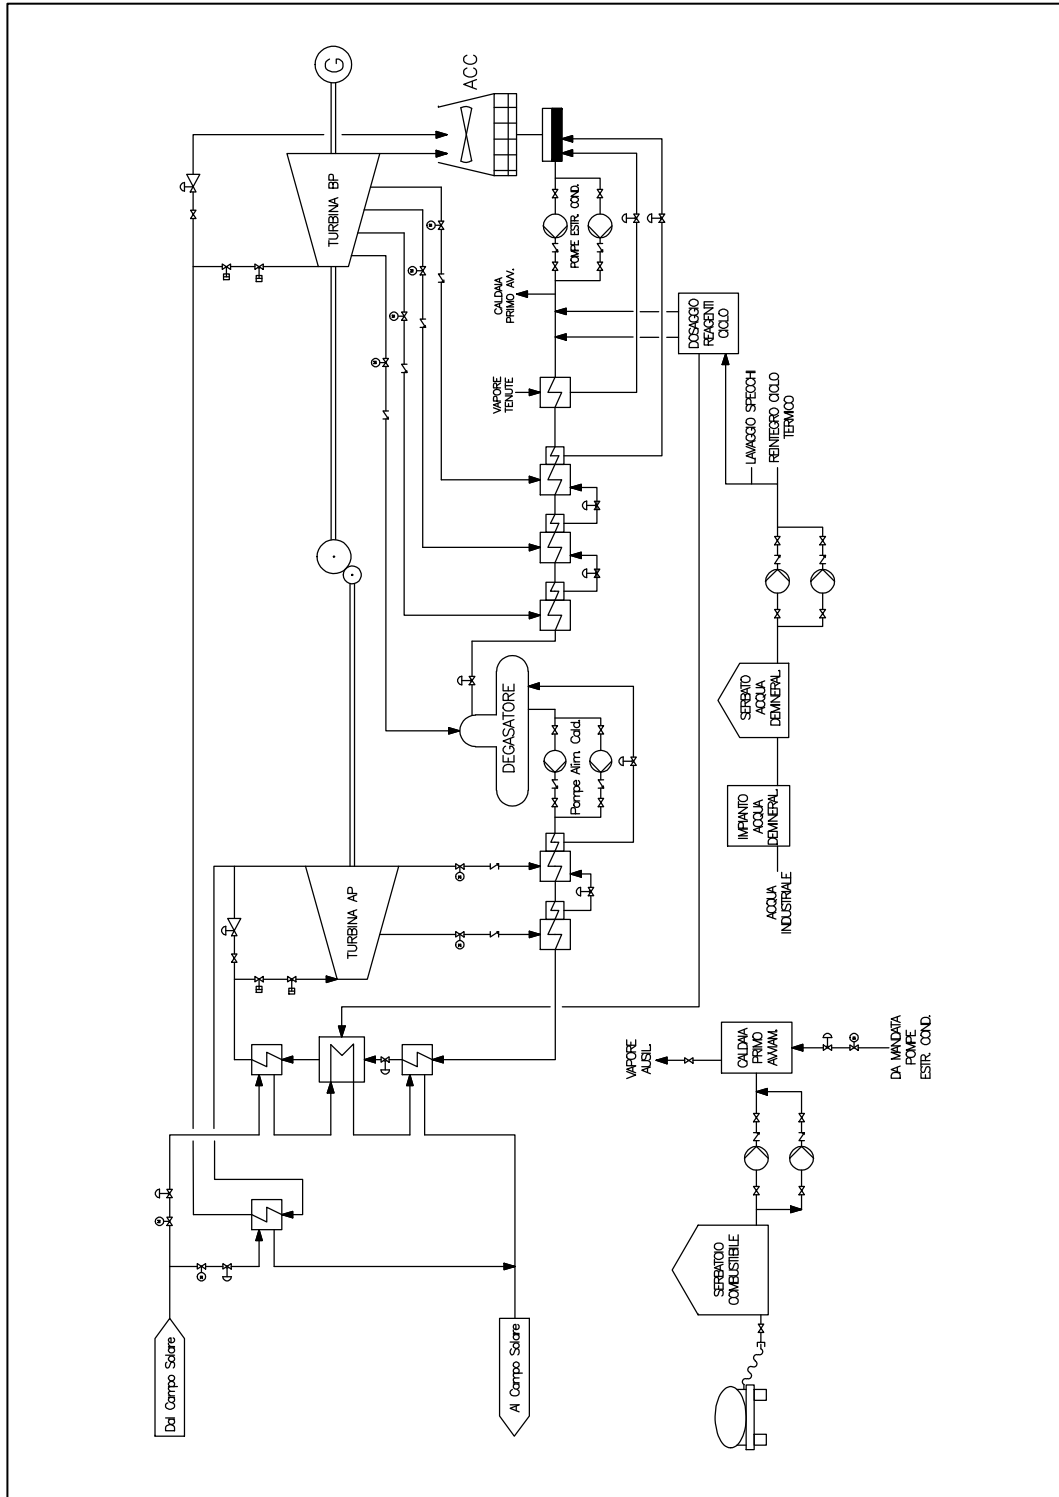 G
ACC
TURBINA BP
POMPE ESTR. COND.
CALDAIA
PRIMO AVV.
DOSAGGIO
REAGENTI
CICLO
VAPORE
TENUTE
LAVAGGIO SPECCHI
REINTEGRO CICLO
TERMICO
DEGASATORE
Pompe Alim. Cald.
SERBATO
ACQUA
DEMINERAL.
IMPIANTO
ACQUA
DEMINERAL.
ACQUA
INDUSTRIALE
TURBINA AP
VAPORE
AUSIL.
CALDAIA
PRIMO
AVVIAM.
DA MANDATA
POMPE
ESTR. COND.
SERBATOIO
COMBUSTIBILE
Dal Campo Solare
Al Campo Solare